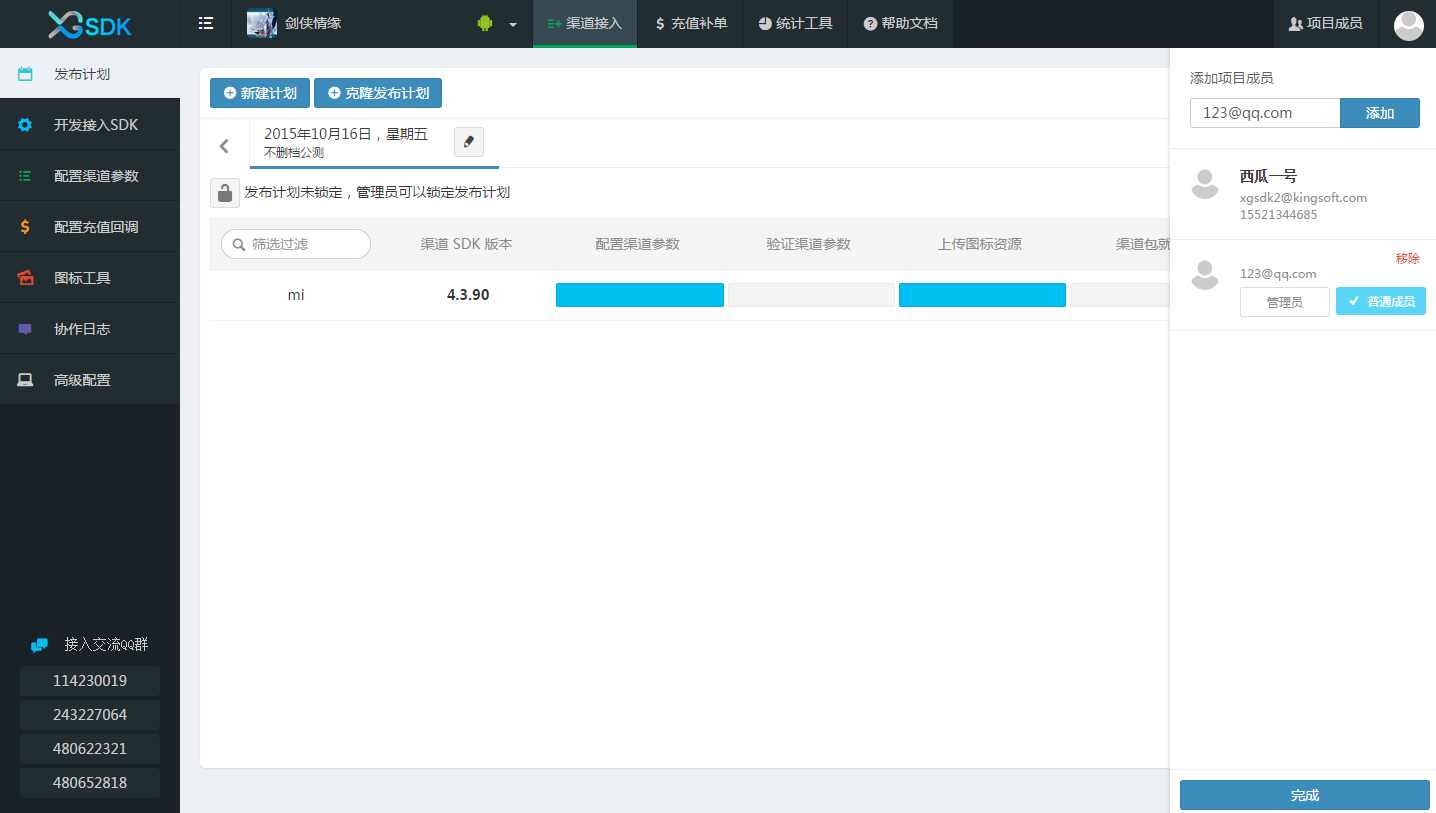 XGSDK
剑侠情缘
渠道接入
充值补单
统计工具
帮助文档
项目成员
发布计划
开发接入SDK
配置渠道参数
配置充值回调
图标工具
协作日志
高级配置
接入交流QQ群
114230019
243227064
480622321
480652818
新建计划
克隆发布计划
2015年10月16日，星期五
不删档公测
发布计划未锁定，管理员可以锁定发布计划
筛选过滤
渠道 SDK 版本
配置渠道参数
验证渠道参数
上传图标资源
渠道包就
mi
4.3.90
添加项目成员
123@qq.com
添加
西瓜一号
xgsdk2@kingsoft.com
15521344685
移除
123@qq.com
管理员
普通成员
完成